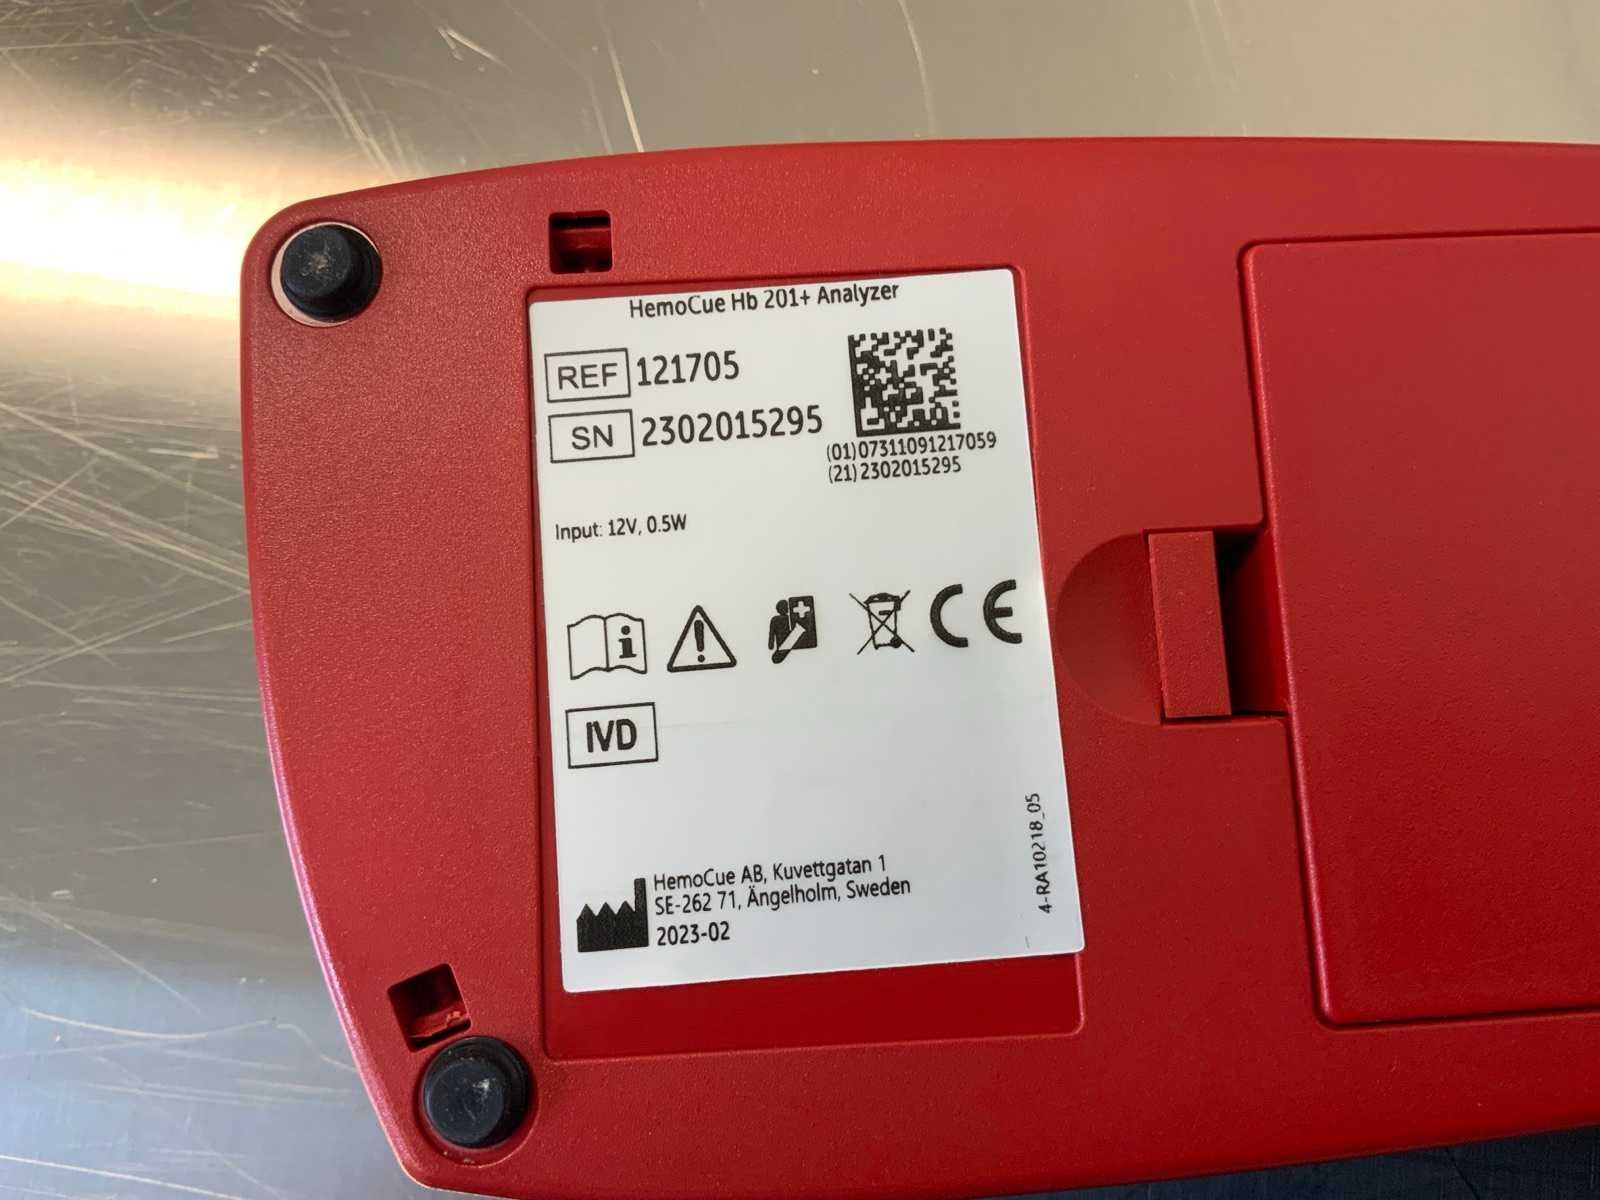 HemoCue Hb 201+ Analyzer
REF 121705
SN 2302015295
(01)07311091217059
(21)2302015295
Input: 12V, 0.5W
i
CE
IVD
HemoCue AB, Kuvettgatan 1
SE-262 71, Ängelholm, Sweden
2023-02
4-RA10218_05